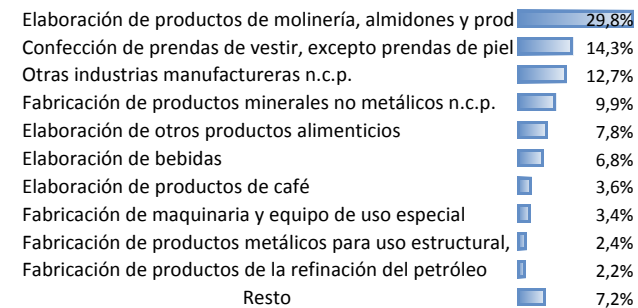 Elaboración de productos de molinería, almidones y prod 29,8%
Confección de prendas de vestir, excepto prendas de piel 14,3%
Otras industrias manufactureras n.c.p. 12,7%
Fabricación de productos minerales no metálicos n.c.p. 9,9%
Elaboración de otros productos alimenticios 7,8%
Elaboración de bebidas 6,8%
Elaboración de productos de café 3,6%
Fabricación de maquinaria y equipo de uso especial 3,4%
Fabricación de productos metálicos para uso estructural, 2,4%
Fabricación de productos de la refinación del petróleo 2,2%
Resto 7,2%